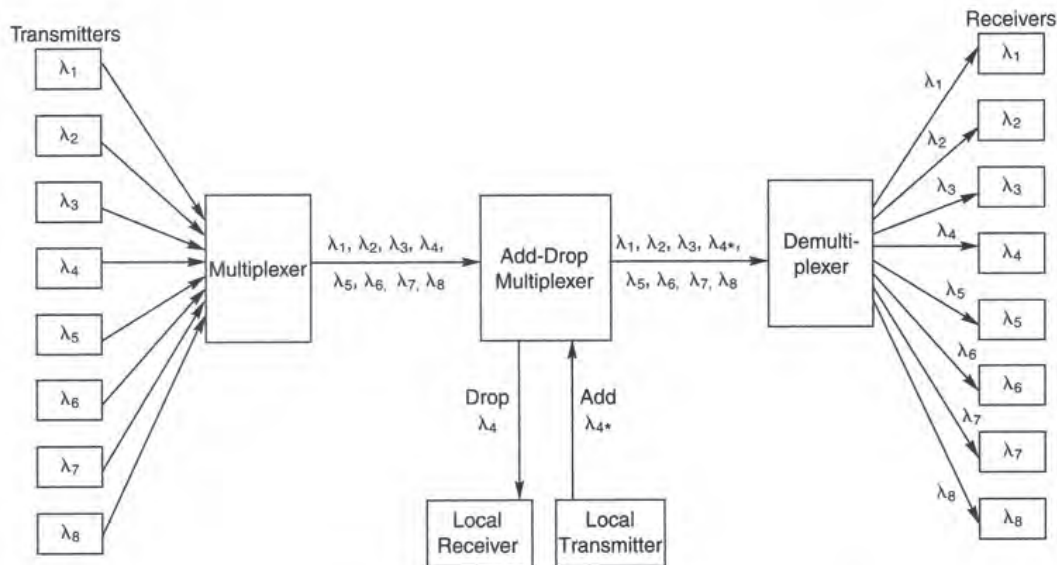 Transmitters
λ1
λ2
λ3
λ4
λ5
λ6
λ7
λ8
Multiplexer
λ1, λ2, λ3, λ4,
λ5, λ6, λ7, λ8
Add-Drop
Multiplexer
Drop
λ4
Add
λ4*
Local
Receiver
Local
Transmitter
λ1, λ2, λ3, λ4*,
λ5, λ6, λ7, λ8
Demulti-
plexer
λ1
λ2
λ3
λ4
λ5
λ6
λ7
λ8
Receivers
λ1
λ2
λ3
λ4
λ5
λ6
λ7
λ8